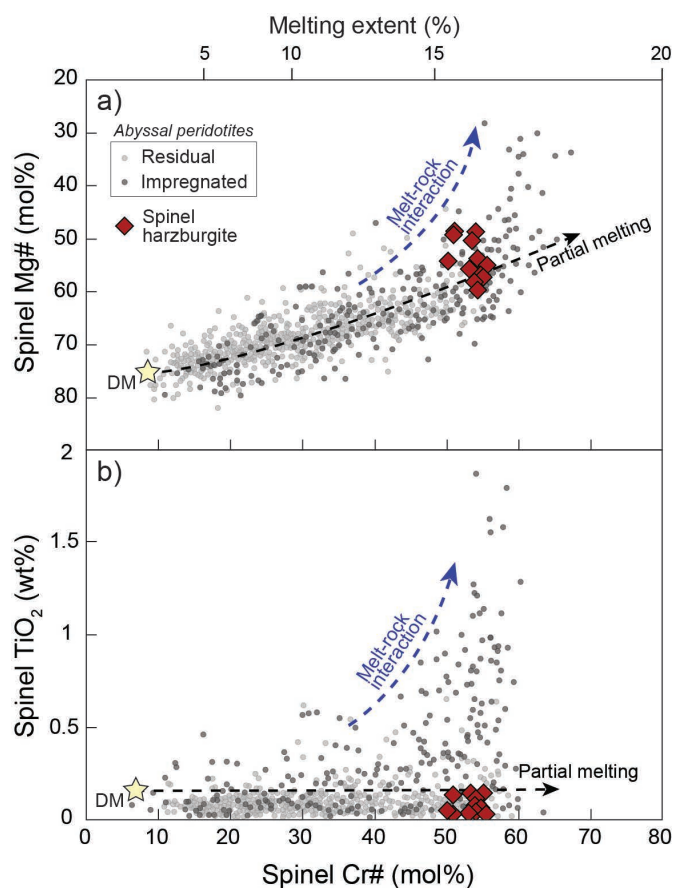 Melting extent (%)
5 10 15 20
a)
Abyssal peridotites
Residual
Impregnated
Spinel
harzburgite
Melt-rock
interaction
Partial melting
DM
Spinel Mg# (mol%)
20
30
40
50
60
70
80
b)
Melt-rock
interaction
Partial melting
DM
Spinel TiO₂ (wt%)
2
1.5
1
0.5
0
0 10 20 30 40 50 60 70 80
Spinel Cr# (mol%)